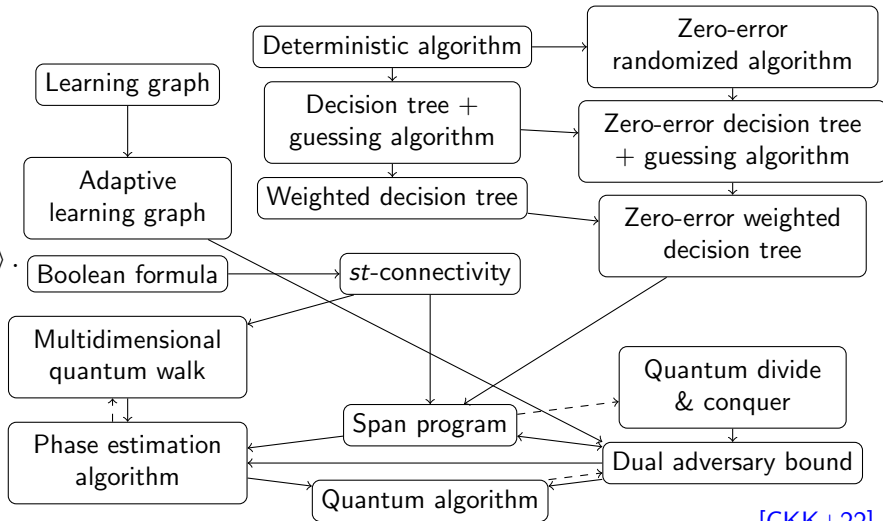 Deterministic algorithm
Zero-error
randomized algorithm
Learning graph
Decision tree +
guessing algorithm
Zero-error decision tree
+ guessing algorithm
Adaptive
learning graph
Weighted decision tree
Zero-error weighted
decision tree
⟩.
Boolean formula
st-connectivity
Multidimensional
quantum walk
Quantum divide
& conquer
Span program
Phase estimation
algorithm
Dual adversary bound
Quantum algorithm